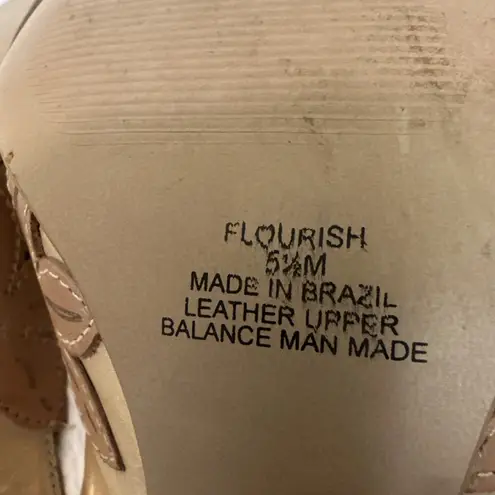 FLOURISH
5½M
MADE IN BRAZIL
LEATHER UPPER
BALANCE MAN MADE